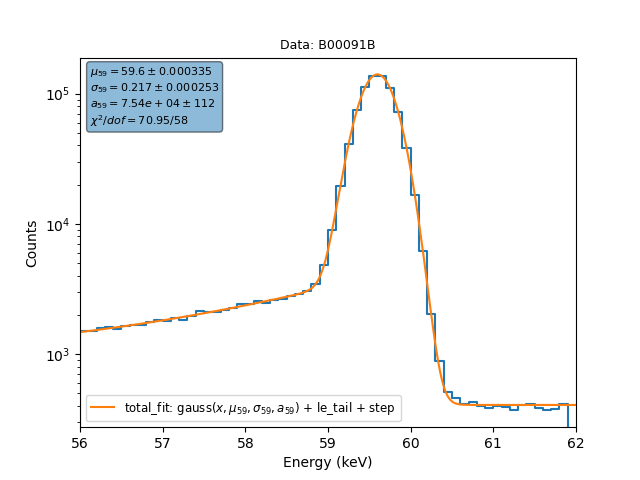 Data: B00091B
μ₅₉ = 59.6 ± 0.000335
σ₅₉ = 0.217 ± 0.000253
a₅₉ = 7.54e + 04 ± 112
χ²/dof = 70.95/58
10⁵
10⁴
10³
Counts
total_fit: gauss(x, μ₅₉, σ₅₉, a₅₉) + le_tail + step
56 57 58 59 60 61 62
Energy (keV)